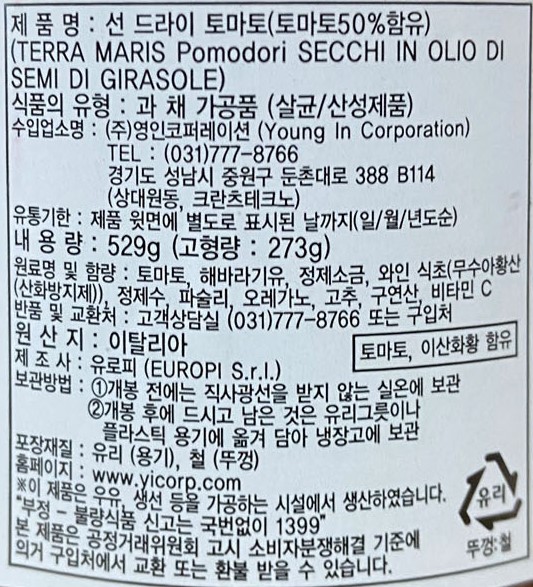 제 품 명 : 선 드라이 토마토(토마토50%함유)
(TERRA MARIS Pomodori SECCHI IN OLIO DI
SEMI DI GIRASOLE)
식품의 유형 : 과 채 가공품 (살균/산성제품)
수입업소명 : (주)영인코퍼레이션 (Young In Corporation)
TEL : (031)777-8766
경기도 성남시 중원구 둔촌대로 388 B114
(상대원동, 크란츠테크노)
유통기한 : 제품 윗면에 별도로 표시된 날까지(일/월/년도순)
내 용 량 : 529g (고형량 : 273g)
원료명 및 함량 : 토마토, 해바라기유, 정제소금, 와인 식초(무수아황산
(산화방지제)), 정제수, 파슬리, 오레가노, 고추, 구연산, 비타민 C
반품 및 교환처 : 고객상담실 (031)777-8766 또는 구입처
원 산 지 : 이탈리아
토마토, 이산화황 함유
제 조 사 : 유로피 (EUROPI S.r.l.)
보관방법 : ①개봉 전에는 직사광선을 받지 않는 실온에 보관
②개봉 후에 드시고 남은 것은 유리그릇이나
플라스틱 용기에 옮겨 담아 냉장고에 보관
포장재질 : 유리 (용기), 철 (뚜껑)
홈페이지 : www.yicorp.com
※이 제품은 우유, 생선 등을 가공하는 시설에서 생산하였습니다.
"부정 - 불량식품 신고는 국번없이 1399"
본 제품은 공정거래위원회 고시 소비자분쟁해결 기준에
의거 구입처에서 교환 또는 환불 받을 수 있습니다.
유리
뚜껑:철